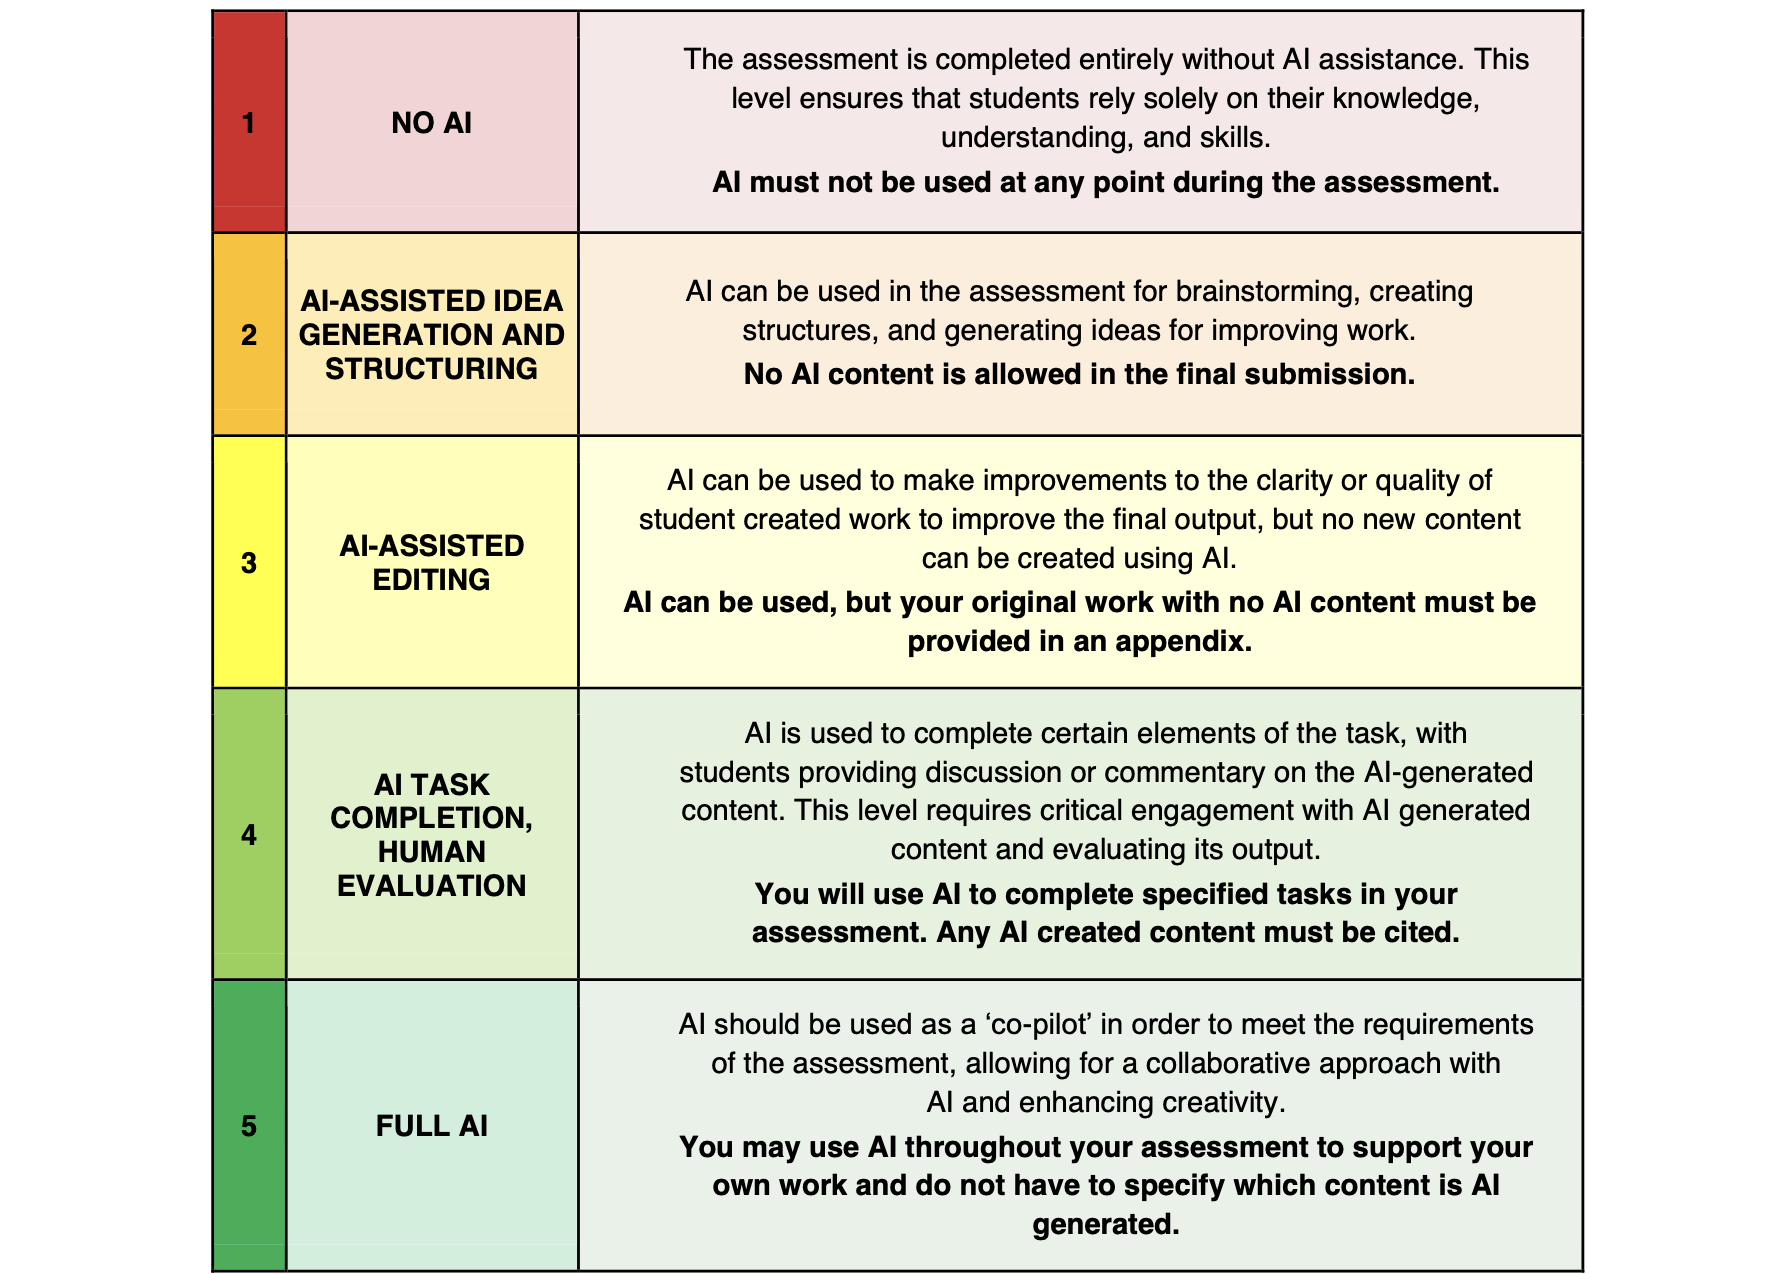 1
NO AI
The assessment is completed entirely without AI assistance. This
level ensures that students rely solely on their knowledge,
understanding, and skills.
AI must not be used at any point during the assessment.
2
AI-ASSISTED IDEA
GENERATION AND
STRUCTURING
AI can be used in the assessment for brainstorming, creating
structures, and generating ideas for improving work.
No AI content is allowed in the final submission.
3
AI-ASSISTED
EDITING
AI can be used to make improvements to the clarity or quality of
student created work to improve the final output, but no new content
can be created using AI.
AI can be used, but your original work with no AI content must be
provided in an appendix.
4
AI TASK
COMPLETION,
HUMAN
EVALUATION
AI is used to complete certain elements of the task, with
students providing discussion or commentary on the AI-generated
content. This level requires critical engagement with AI generated
content and evaluating its output.
You will use AI to complete specified tasks in your
assessment. Any AI created content must be cited.
5
FULL AI
AI should be used as a ‘co-pilot’ in order to meet the requirements
of the assessment, allowing for a collaborative approach with
AI and enhancing creativity.
You may use AI throughout your assessment to support your
own work and do not have to specify which content is AI
generated.